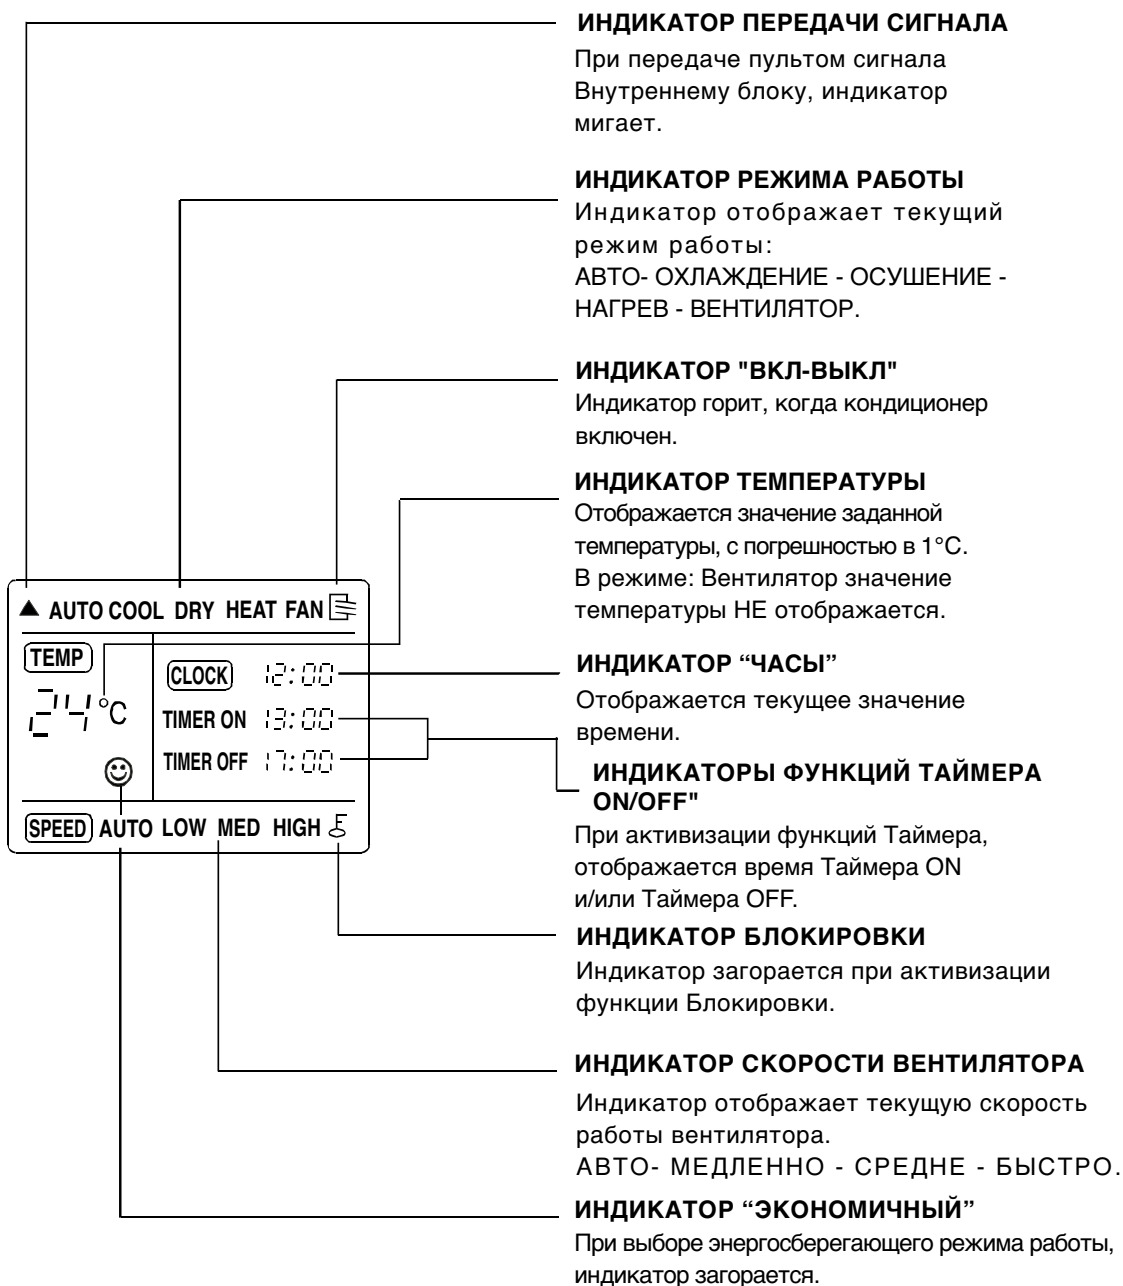 ИНДИКАТОР ПЕРЕДАЧИ СИГНАЛА
При передаче пультом сигнала
Внутреннему блоку, индикатор
мигает.
ИНДИКАТОР РЕЖИМА РАБОТЫ
Индикатор отображает текущий
режим работы:
АВТО- ОХЛАЖДЕНИЕ - ОСУШЕНИЕ -
НАГРЕВ - ВЕНТИЛЯТОР.
ИНДИКАТОР "ВКЛ-ВЫКЛ"
Индикатор горит, когда кондиционер
включен.
ИНДИКАТОР ТЕМПЕРАТУРЫ
Отображается значение заданной
температуры, с погрешностью в 1°С.
В режиме: Вентилятор значение
температуры НЕ отображается.
ИНДИКАТОР “ЧАСЫ”
Отображается текущее значение
времени.
ИНДИКАТОРЫ ФУНКЦИЙ ТАЙМЕРА
ON/OFF"
При активизации функций Таймера,
отображается время Таймера ON
и/или Таймера OFF.
ИНДИКАТОР БЛОКИРОВКИ
Индикатор загорается при активизации
функции Блокировки.
ИНДИКАТОР СКОРОСТИ ВЕНТИЛЯТОРА
Индикатор отображает текущую скорость
работы вентилятора.
АВТО- МЕДЛЕННО - СРЕДНЕ - БЫСТРО.
ИНДИКАТОР “ЭКОНОМИЧНЫЙ”
При выборе энергосберегающего режима работы,
индикатор загорается.
▲ AUTO COOL DRY HEAT FAN
TEMP
24°C
CLOCK 12:00
TIMER ON 13:00
TIMER OFF 17:00
SPEED AUTO LOW MED HIGH